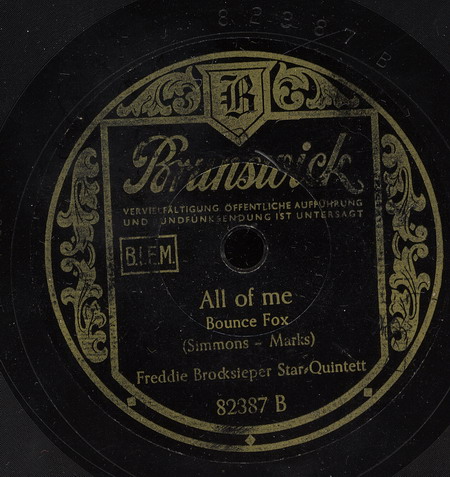 82387 B
B
Brunswick
VERVIELFÄLTIGUNG ÖFFENTLICHE AUFFÜHRUNG
UND RUNDFUNKSENDUNG IST UNTERSAGT
B.I.E.M.
All of me
Bounce Fox
(Simmons - Marks)
Freddie Brocksieper Star-Quintett
82387 B